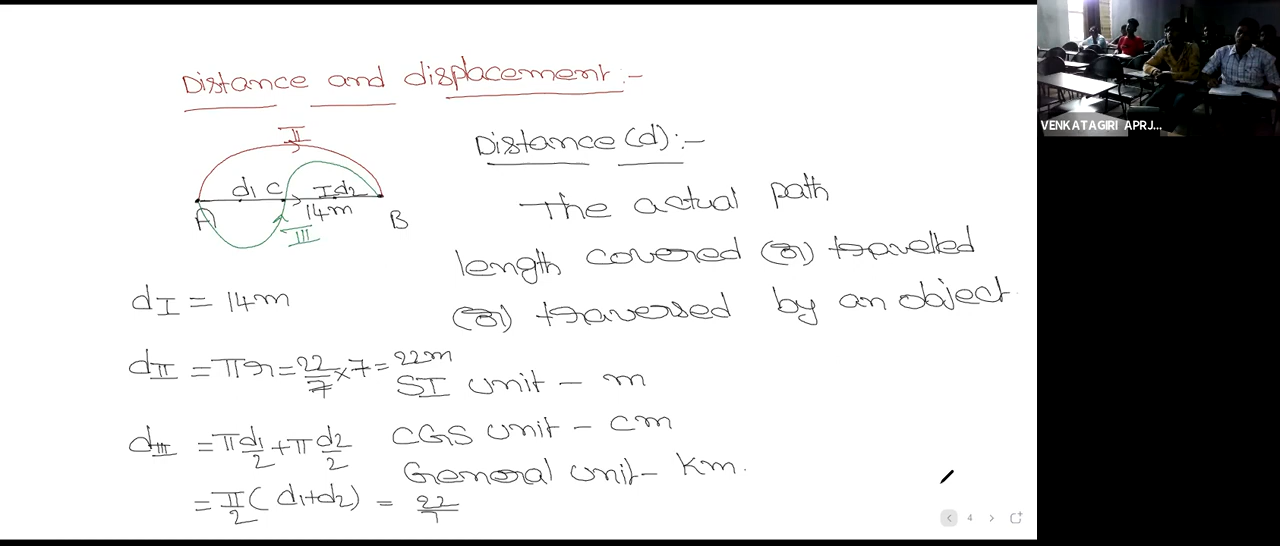 Distance and displacement :-
II
d1 C I d2
A 14m B
III
Distance (d) :-
The actual path
length covered (or) travelled
(or) traversed by an object
dI = 14m
dII = πr = 22/7 × 7 = 22m
SI unit - m
dIII = πd1/2 + π d2/2
CGS unit - cm
General unit - Km.
= π/2 (d1+d2) = 22/7
4
VENKATAGIRI APRJ...